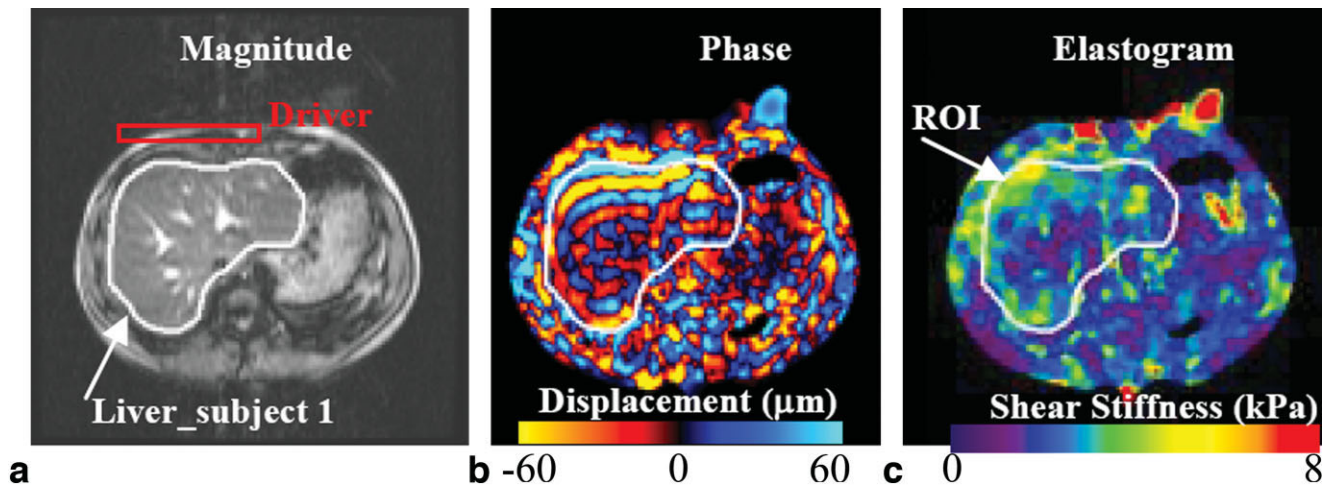 Magnitude
Driver
Liver_subject 1
a
Phase
Displacement (μm)
-60 0 60
b
Elastogram
ROI
Shear Stiffness (kPa)
0 8
c